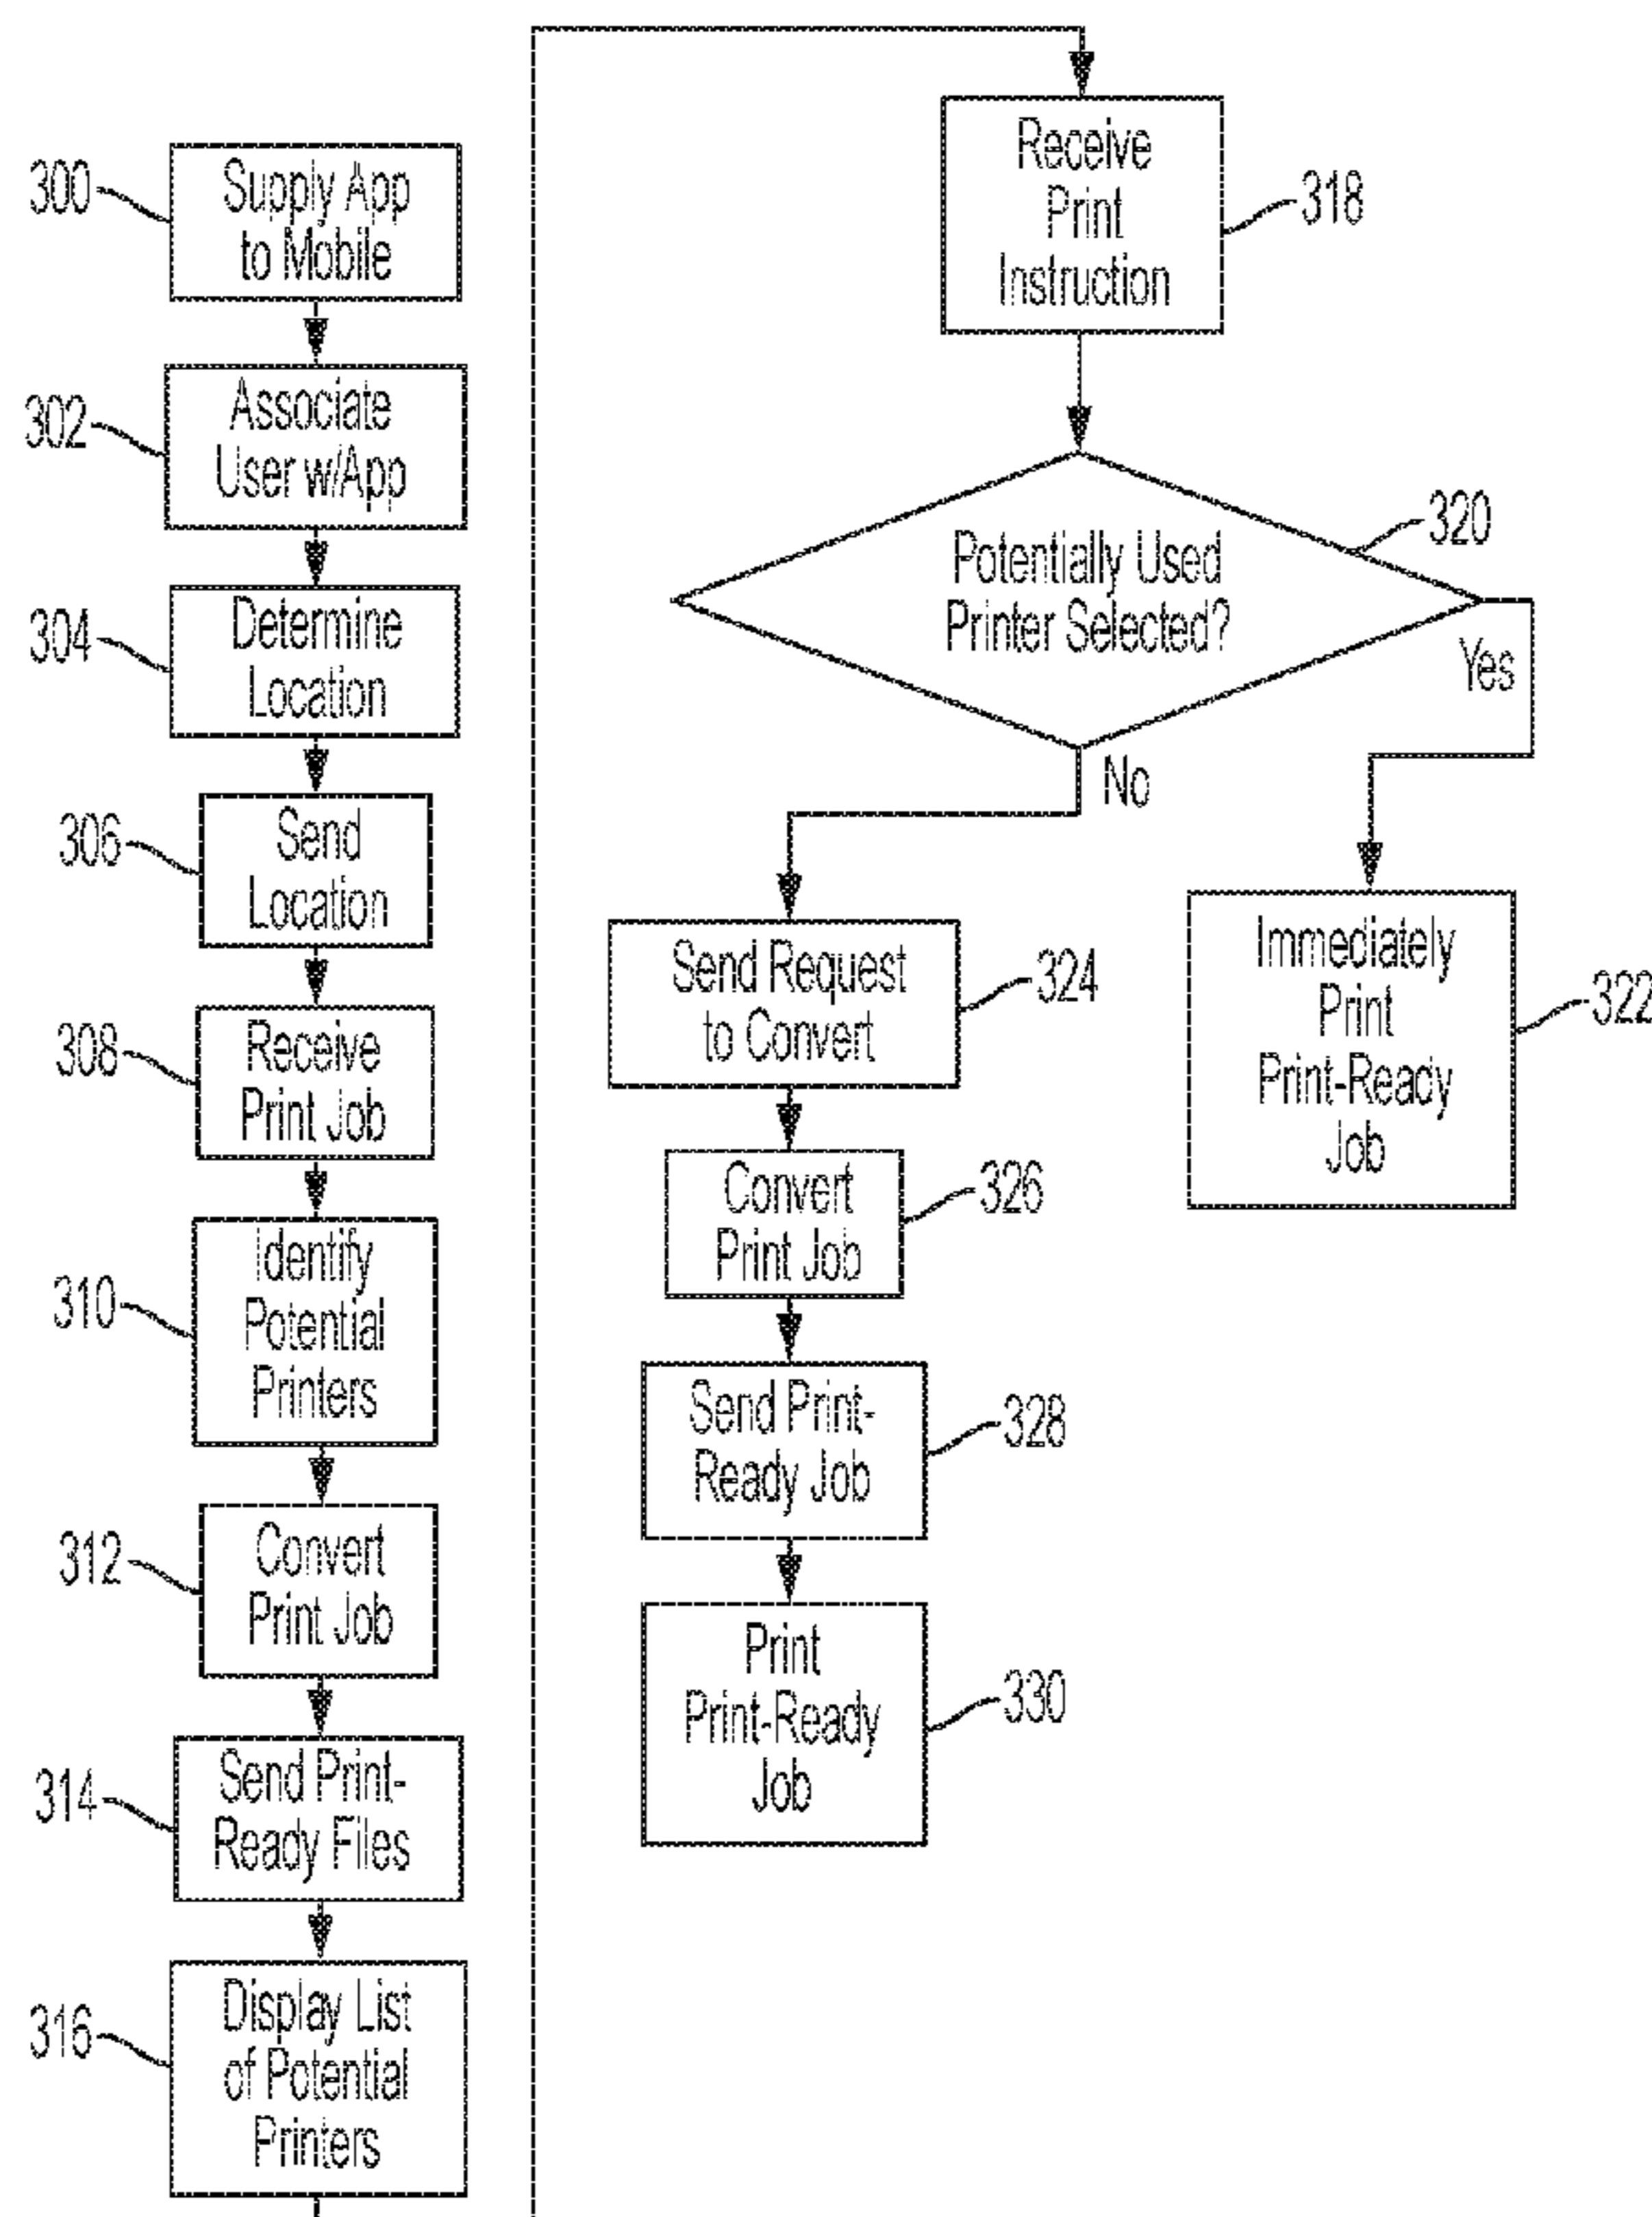 300
Supply App
to Mobile
302
Associate
User w/App
304
Determine
Location
306
Send
Location
308
Receive
Print Job
310
Identify
Potential
Printers
312
Convert
Print Job
314
Send Print-
Ready Files
316
Display List
of Potential
Printers
Receive
Print
Instruction
318
Potentially Used
Printer Selected?
320
Yes
No
Immediately
Print
Print-Ready
Job
322
Send Request
to Convert
324
Convert
Print Job
326
Send Print-
Ready Job
328
Print
Print-Ready
Job
330